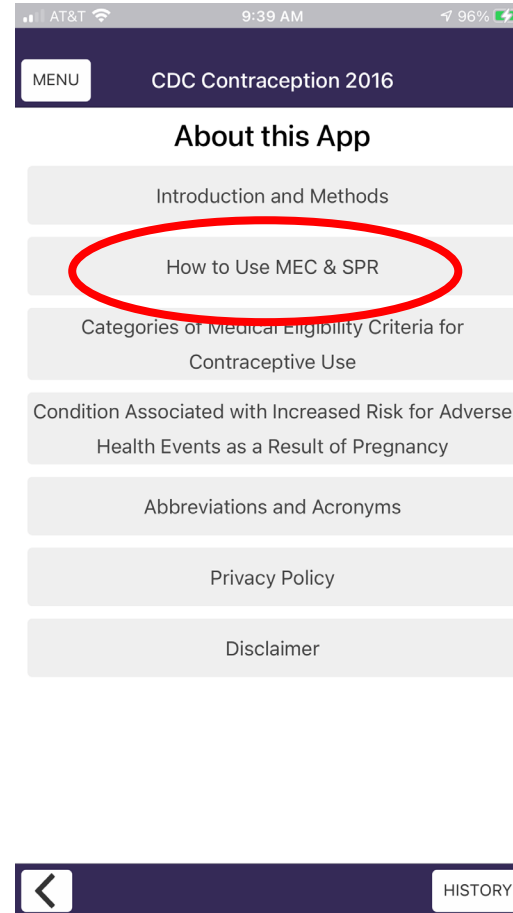 AT&T 9:39 AM 96%
MENU CDC Contraception 2016
About this App
Introduction and Methods
How to Use MEC & SPR
Categories of Medical Eligibility Criteria for
Contraceptive Use
Condition Associated with Increased Risk for Adverse
Health Events as a Result of Pregnancy
Abbreviations and Acronyms
Privacy Policy
Disclaimer
HISTORY